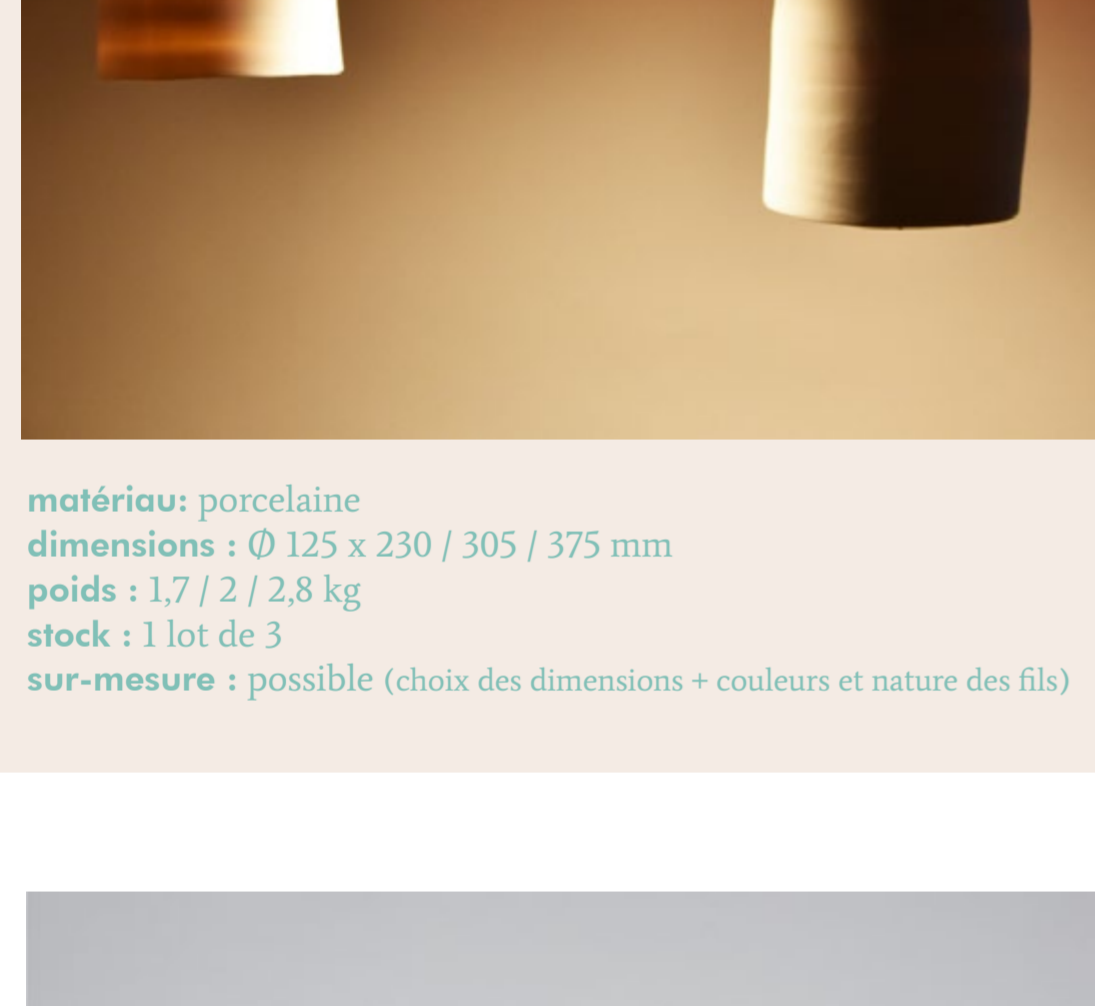 matériau: porcelaine
dimensions : Ø 125 x 230 / 305 / 375 mm
poids : 1,7 / 2 / 2,8 kg
stock : 1 lot de 3
sur-mesure : possible (choix des dimensions + couleurs et nature des fils)